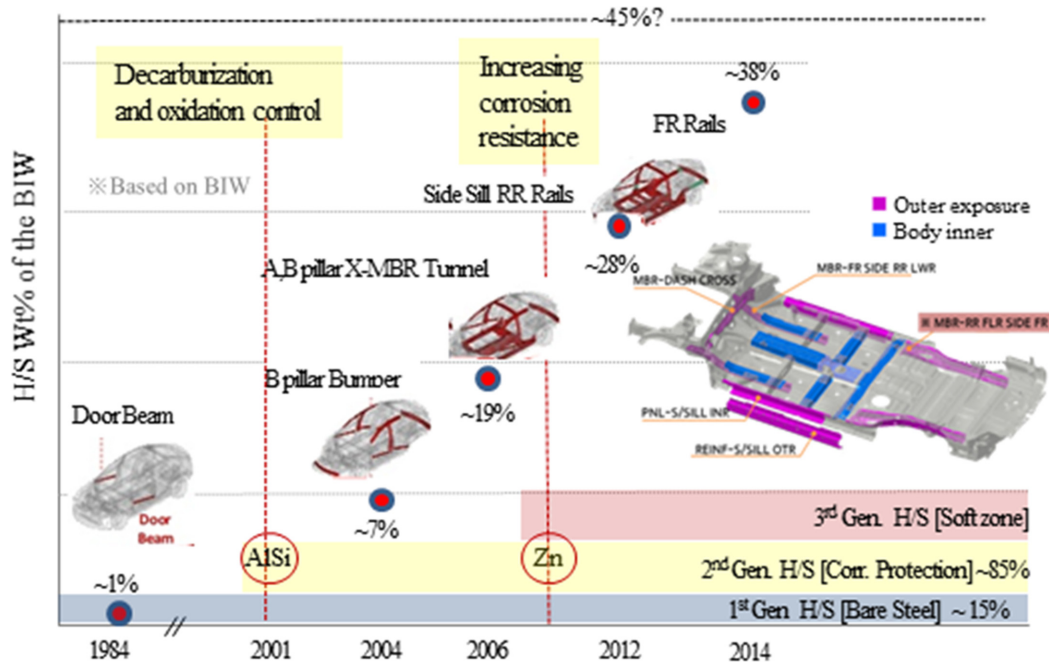 ~45%?
Decarburization
and oxidation control
Increasing
corrosion
resistance
~38%
FR Rails
※Based on BIW
Side Sill RR Rails
~28%
Outer exposure
Body inner
A,B pillar X-MBR Tunnel
MBR-DASH CROSS
MBR-FR SIDE RR LWR
※ MBR-RR FLR SIDE FR
H/S Wt% of the BIW
B pillar Bumper
~19%
Door Beam
PNL-S/SILL INR
REINF-S/SILL OTR
Door
Beam
~7%
3rd Gen. H/S [Soft zone]
AlSi
Zn
2nd Gen. H/S [Corr. Protection] ~85%
~1%
1st Gen H/S [Bare Steel] ~ 15%
1984 // 2001 2004 2006 2012 2014